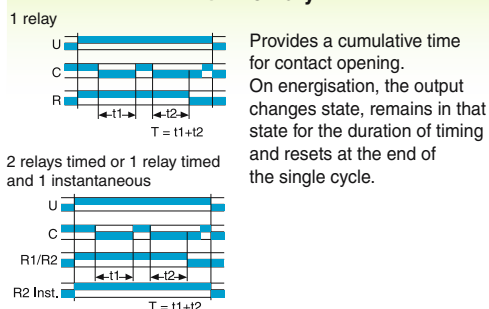 1 relay
U
C
R
t1
t2
T = t1+t2
Provides a cumulative time
for contact opening.
On energisation, the output
changes state, remains in that
state for the duration of timing
and resets at the end of
the single cycle.
2 relays timed or 1 relay timed
and 1 instantaneous
U
C
R1/R2
t1
t2
R2 Inst.
T = t1+t2